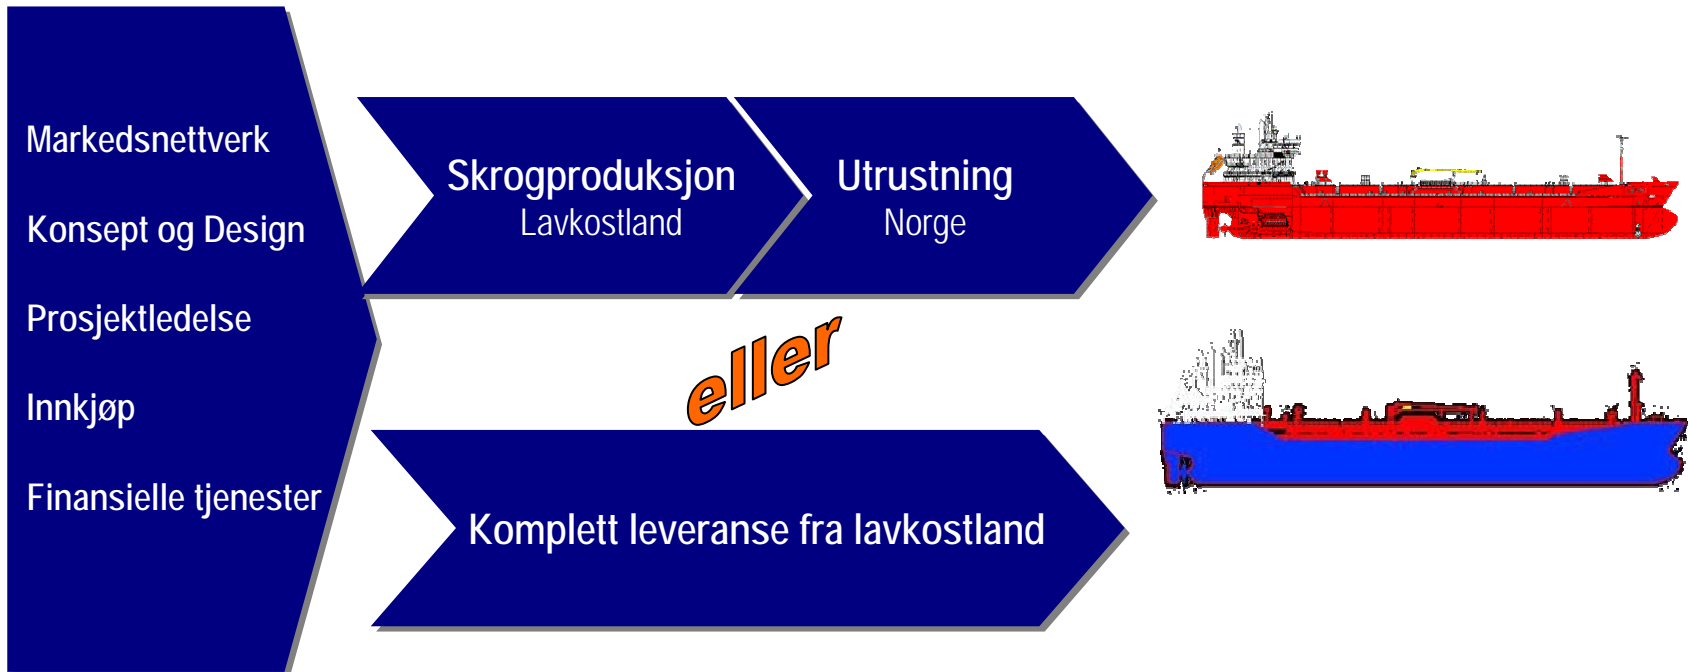 Markedsnettverk
Konsept og Design
Prosjektledelse
Innkjøp
Finansielle tjenester
Skrogproduksjon
Lavkostland
Utrustning
Norge
eller
Komplett leveranse fra lavkostland